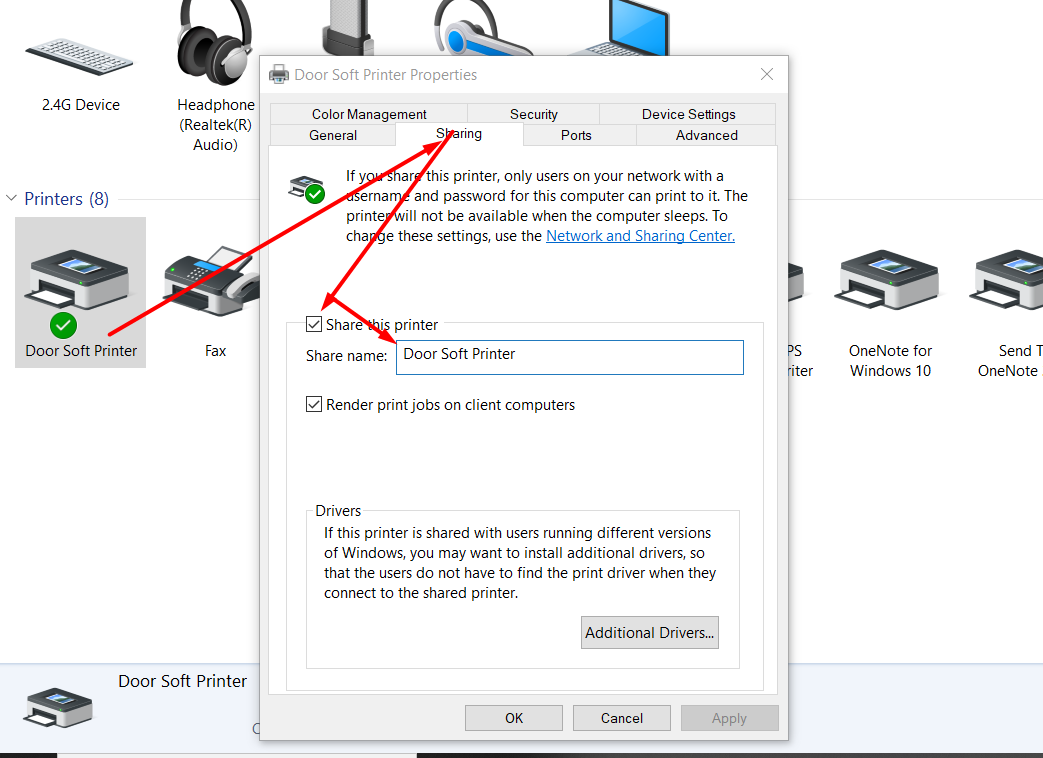 2.4G Device
Headphone
(Realtek(R)
Audio)
Printers (8)
Door Soft Printer
Fax
Door Soft Printer Properties
Color Management
Security
Device Settings
General
Sharing
Ports
Advanced
If you share this printer, only users on your network with a
username and password for this computer can print to it. The
printer will not be available when the computer sleeps. To
change these settings, use the Network and Sharing Center.
Share this printer
Share name:
Door Soft Printer
Render print jobs on client computers
Drivers
If this printer is shared with users running different versions
of Windows, you may want to install additional drivers, so
that the users do not have to find the print driver when they
connect to the shared printer.
Additional Drivers...
OK
Cancel
Apply
PS
riter
OneNote for
Windows 10
Send T
OneNote
Door Soft Printer